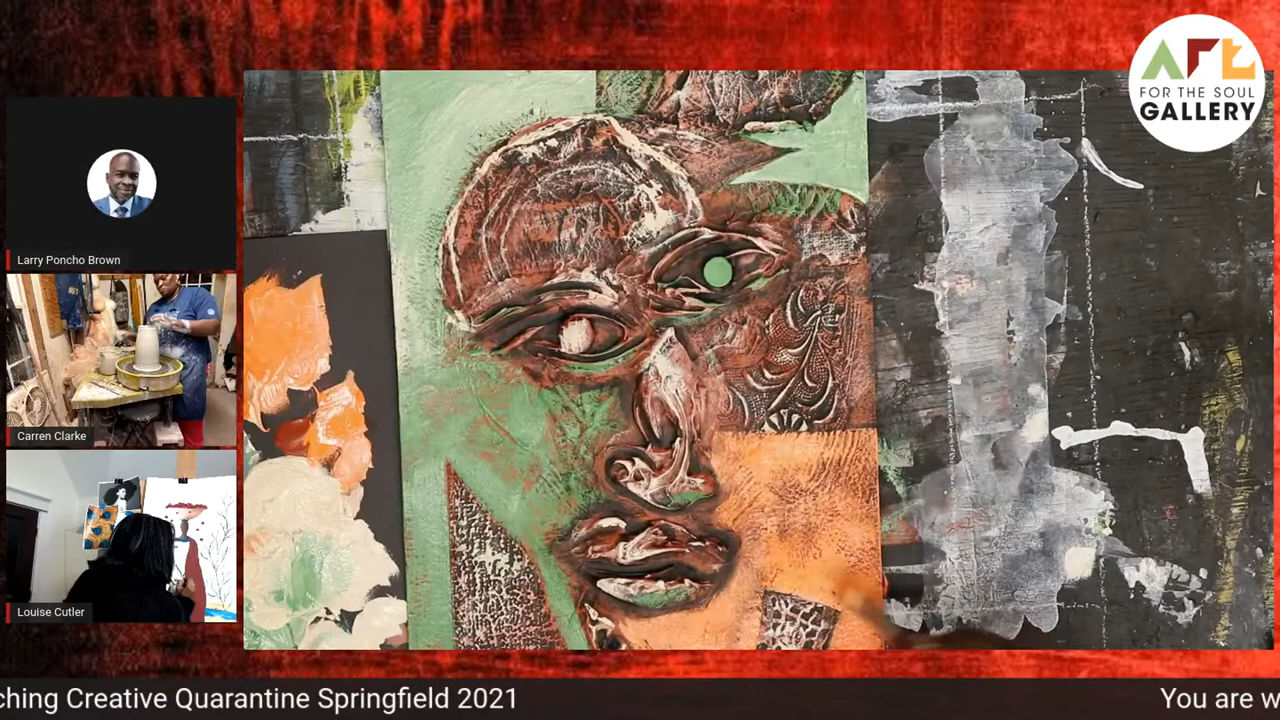 ART
FOR THE SOUL
GALLERY
Larry Poncho Brown
Carren Clarke
Louise Cutler
ching Creative Quarantine Springfield 2021
You are w